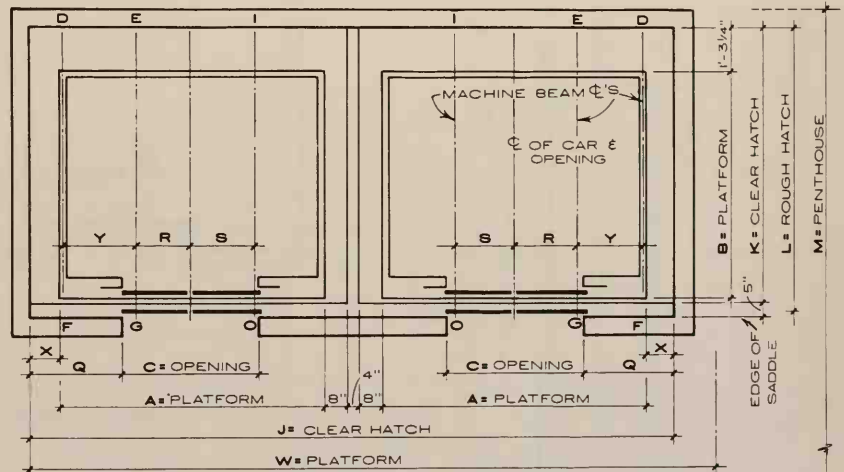 D E I I E D
1'-3¼"
MACHINE BEAM ℄'S
℄ OF CAR &
OPENING
B = PLATFORM
K = CLEAR HATCH
L = ROUGH HATCH
M = PENTHOUSE
Y R S S R Y
5"
EDGE OF
SADDLE
F G O O G F
X Q C = OPENING C = OPENING Q X
4"
A = PLATFORM 8" 8" A = PLATFORM
J = CLEAR HATCH
W = PLATFORM